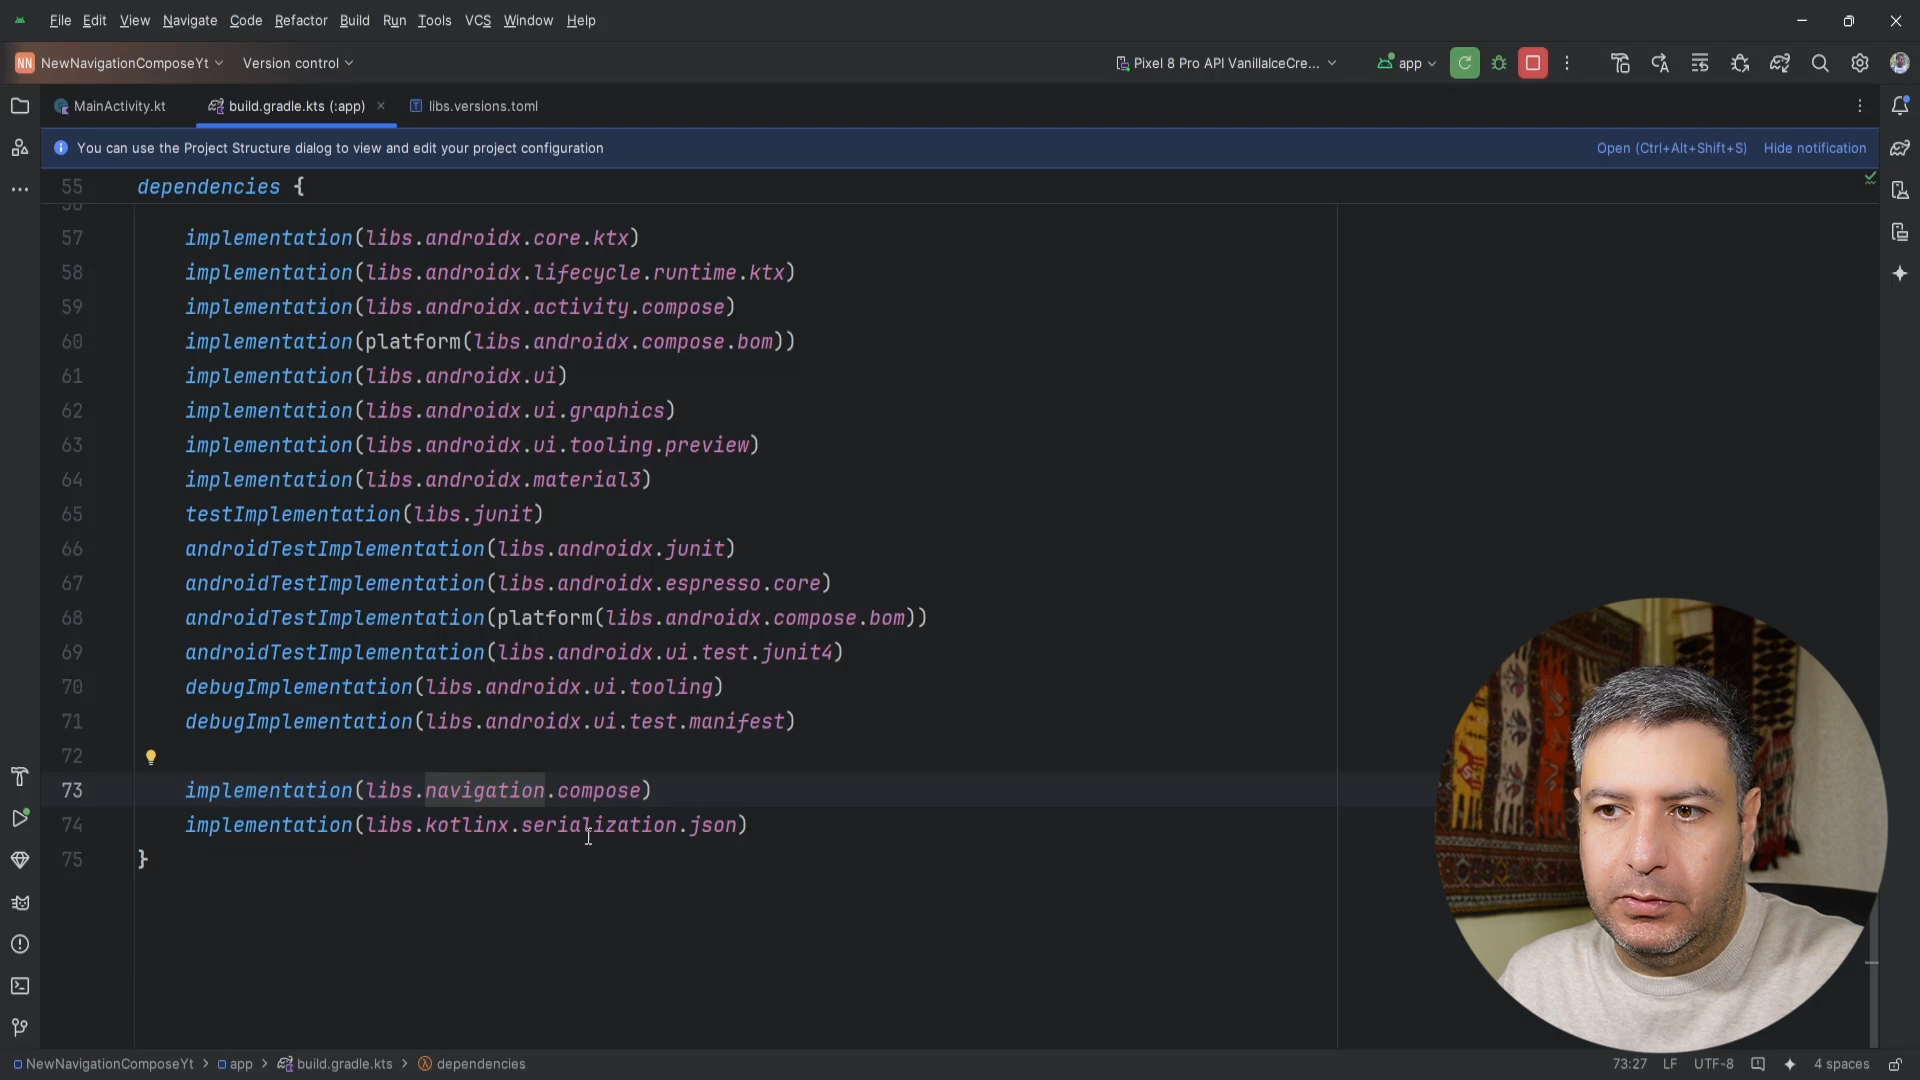 File Edit View Navigate Code Refactor Build Run Tools VCS Window Help
NN NewNavigationComposeYt Version control Pixel 8 Pro API VanillaIceCre... app
MainActivity.kt build.gradle.kts (:app) libs.versions.toml
You can use the Project Structure dialog to view and edit your project configuration Open (Ctrl+Alt+Shift+S) Hide notification
55 dependencies {
57 implementation(libs.androidx.core.ktx)
58 implementation(libs.androidx.lifecycle.runtime.ktx)
59 implementation(libs.androidx.activity.compose)
60 implementation(platform(libs.androidx.compose.bom))
61 implementation(libs.androidx.ui)
62 implementation(libs.androidx.ui.graphics)
63 implementation(libs.androidx.ui.tooling.preview)
64 implementation(libs.androidx.material3)
65 testImplementation(libs.junit)
66 androidTestImplementation(libs.androidx.junit)
67 androidTestImplementation(libs.androidx.espresso.core)
68 androidTestImplementation(platform(libs.androidx.compose.bom))
69 androidTestImplementation(libs.androidx.ui.test.junit4)
70 debugImplementation(libs.androidx.ui.tooling)
71 debugImplementation(libs.androidx.ui.test.manifest)
72
73 implementation(libs.navigation.compose)
74 implementation(libs.kotlinx.serialization.json)
75 }
NewNavigationComposeYt > app > build.gradle.kts > dependencies 73:27 LF UTF-8 4 spaces